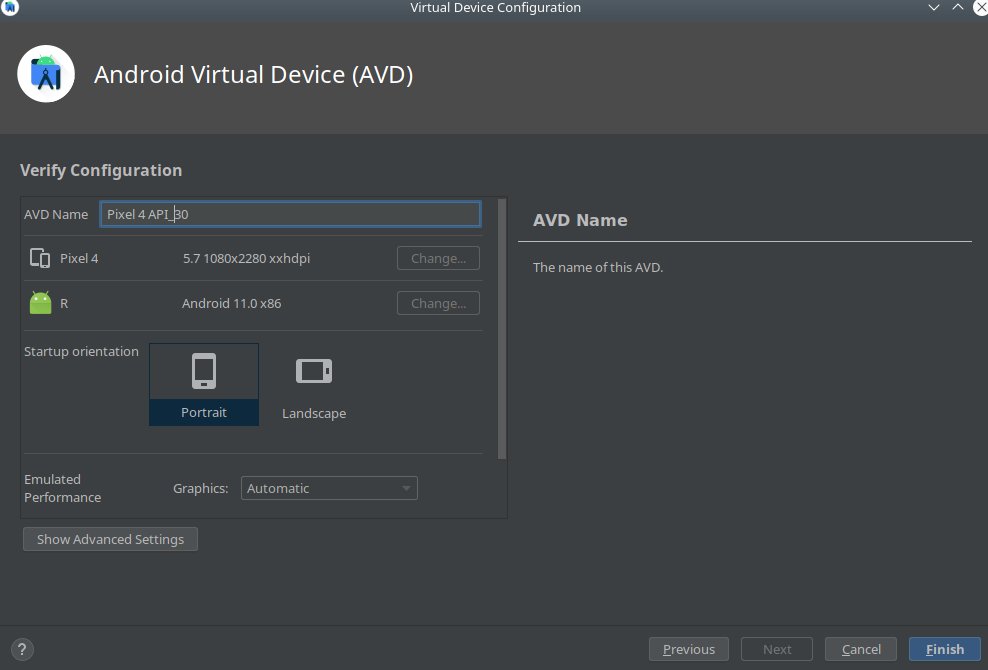 Virtual Device Configuration
Android Virtual Device (AVD)
Verify Configuration
AVD Name Pixel 4 API_30
Pixel 4 5.7 1080x2280 xxhdpi Change...
R Android 11.0 x86 Change...
Startup orientation
Portrait Landscape
Emulated
Performance
Graphics: Automatic
Show Advanced Settings
AVD Name
The name of this AVD.
? Previous Next Cancel Finish